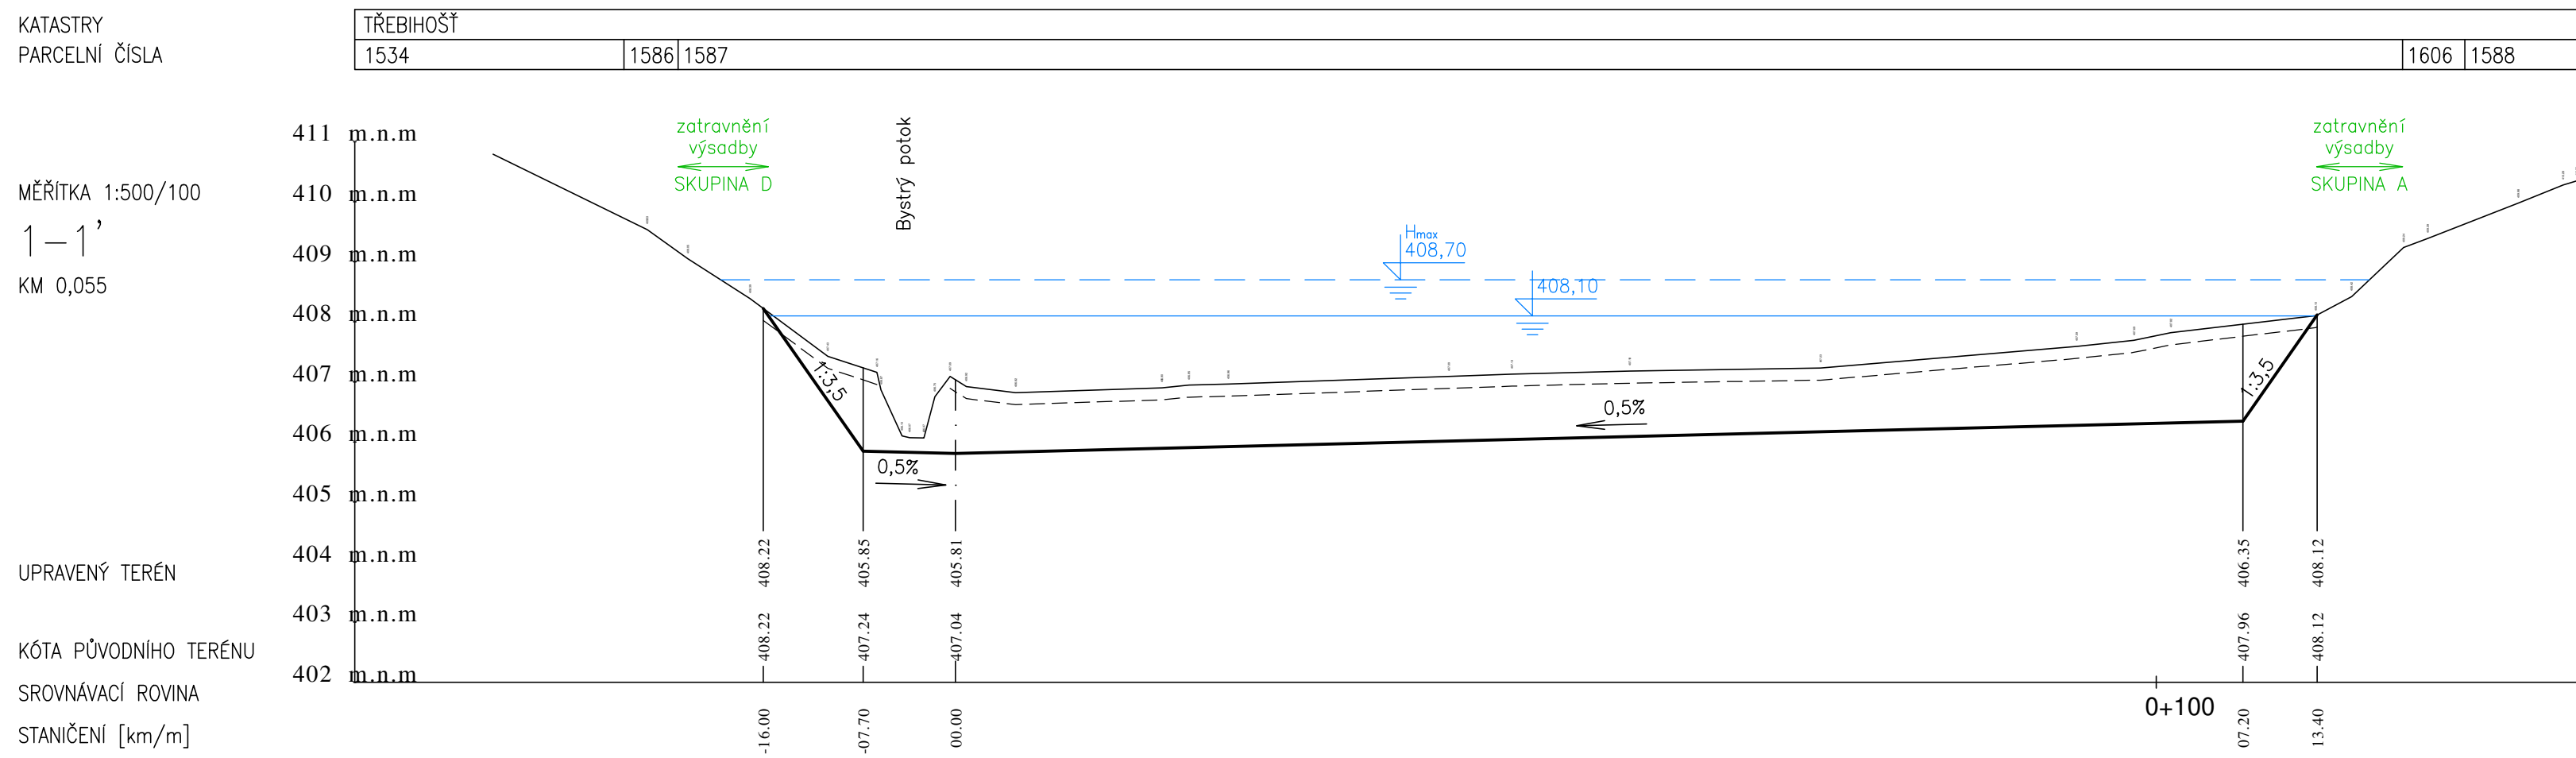 KATASTRY
TŘEBIHOŠŤ
PARCELNÍ ČÍSLA
1534 1586 1587 1606 1588
zatravnění
výsadby
SKUPINA D
Bystrý potok
zatravnění
výsadby
SKUPINA A
MĚŘÍTKA 1:500/100
1-1'
KM 0,055
411 m.n.m
410 m.n.m
409 m.n.m
408 m.n.m
407 m.n.m
406 m.n.m
405 m.n.m
404 m.n.m
403 m.n.m
402 m.n.m
Hmax
408,70
408,10
1:3,5
0,5%
0,5%
1:3,5
UPRAVENÝ TERÉN
408.22 405.85 405.81 406.35 408.12
KÓTA PŮVODNÍHO TERÉNU
408.22 407.24 407.04 407.96 408.12
SROVNÁVACÍ ROVINA
0+100
STANIČENÍ [km/m]
-16.00 -07.70 00.00 07.20 13.40